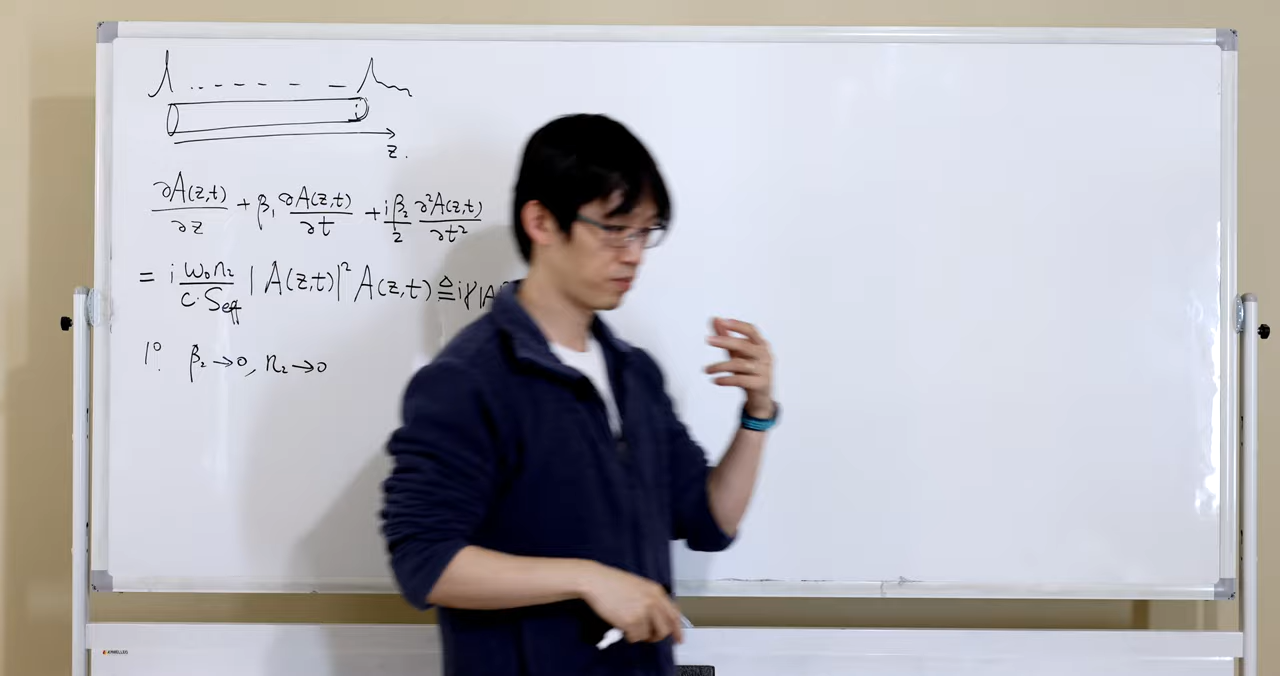 z.
∂A(z,t)/∂z + β₁ ∂A(z,t)/∂t + iβ₂/2 ∂²A(z,t)/∂t²
= i ω₀n₂/c·S_eff |A(z,t)|² A(z,t) ≜ iγ|A
1°. β₂→0, n₂→0